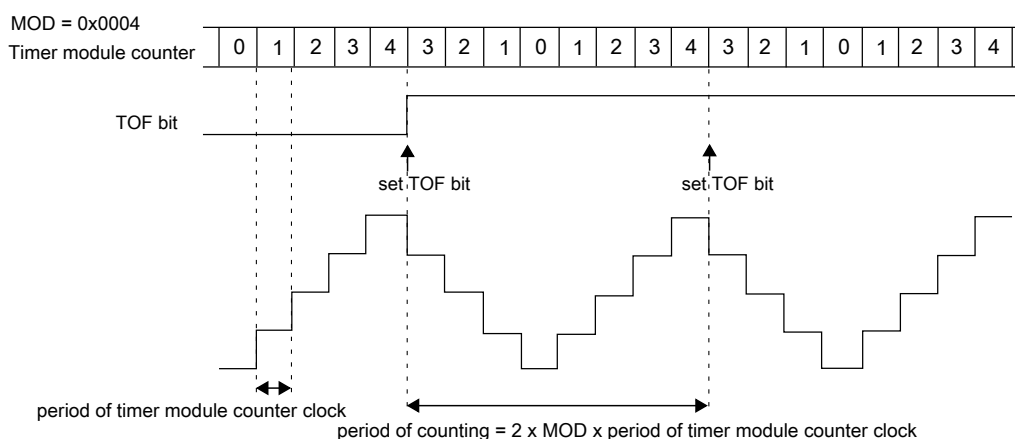 MOD = 0x0004
Timer module counter 0 1 2 3 4 3 2 1 0 1 2 3 4 3 2 1 0 1 2 3 4
TOF bit
set TOF bit set TOF bit
period of timer module counter clock
period of counting = 2 x MOD x period of timer module counter clock